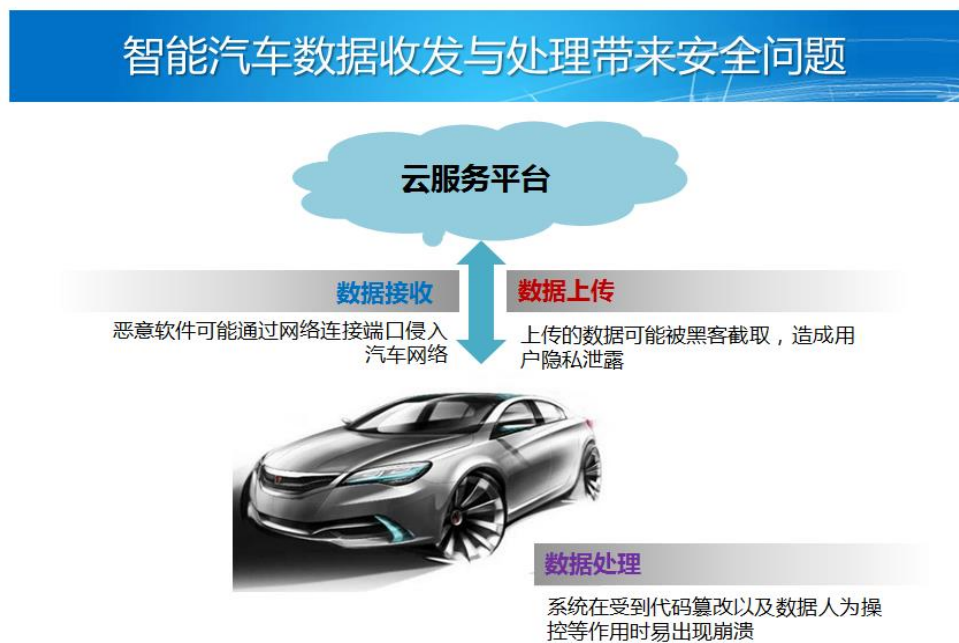 智能汽车数据收发与处理带来安全问题
云服务平台
数据接收
恶意软件可能通过网络连接端口侵入
汽车网络
数据上传
上传的数据可能被黑客截取，造成用
户隐私泄露
数据处理
系统在受到代码篡改以及数据人为操
控等作用时易出现崩溃